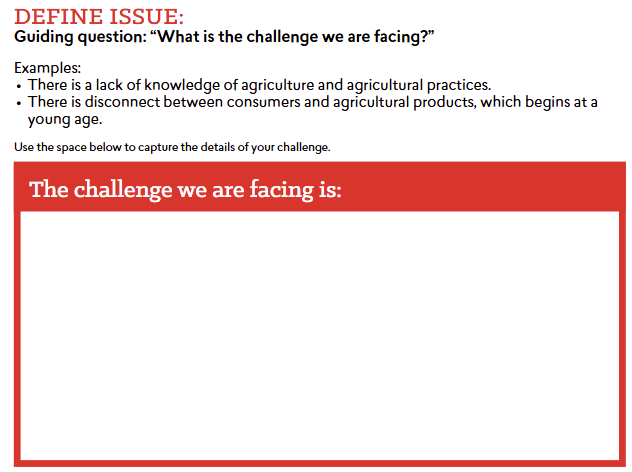 DEFINE ISSUE:
Guiding question: “What is the challenge we are facing?”
Examples:
• There is a lack of knowledge of agriculture and agricultural practices.
• There is disconnect between consumers and agricultural products, which begins at a
young age.
Use the space below to capture the details of your challenge.
The challenge we are facing is: